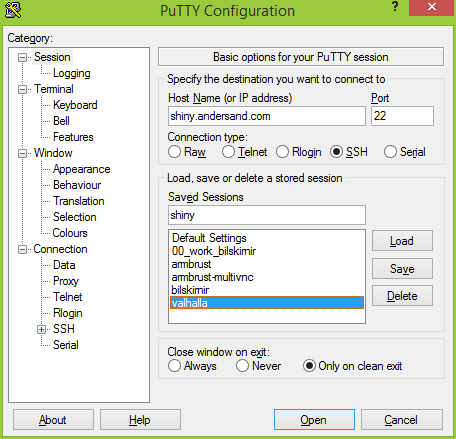 PuTTY Configuration
?
X
Category:
Session
Logging
Terminal
Keyboard
Bell
Features
Window
Appearance
Behaviour
Translation
Selection
Colours
Connection
Data
Proxy
Telnet
Rlogin
SSH
Serial
Basic options for your PuTTY session
Specify the destination you want to connect to
Host Name (or IP address) Port
shiny.andersand.com 22
Connection type:
Raw Telnet Rlogin SSH Serial
Load, save or delete a stored session
Saved Sessions
shiny
Default Settings
00_work_bilskimir
ambrust
ambrust-multivnc
bilskimir
valhalla
Load
Save
Delete
Close window on exit:
Always Never Only on clean exit
About Help Open Cancel